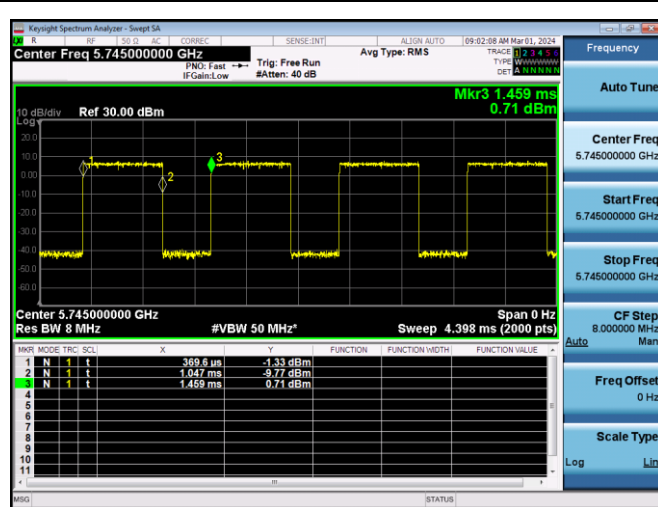 Keysight Spectrum Analyzer - Swept SA
R RF 50 Ω AC CORREC SENSE:INT ALIGN AUTO 09:02:08 AM Mar 01, 2024
Center Freq 5.745000000 GHz
PNO: Fast Trig: Free Run
IFGain:Low #Atten: 40 dB
Avg Type: RMS
TRACE 1 2 3 4 5 6
TYPE WWWWWW
DET A N N N N N
Mkr3 1.459 ms
0.71 dBm
10 dB/div Ref 30.00 dBm
Log
20.0
10.0
0.00
-10.0
-20.0
-30.0
-40.0
-50.0
-60.0
1
2
3
Center 5.745000000 GHz Span 0 Hz
Res BW 8 MHz #VBW 50 MHz* Sweep 4.398 ms (2000 pts)
MKR MODE TRC SCL X Y FUNCTION FUNCTION WIDTH FUNCTION VALUE
1 N 1 t 369.6 µs -1.33 dBm
2 N 1 t 1.047 ms -9.77 dBm
3 N 1 t 1.459 ms 0.71 dBm
4
5
6
7
8
9
10
11
MSG STATUS
Frequency
Auto Tune
Center Freq
5.745000000 GHz
Start Freq
5.745000000 GHz
Stop Freq
5.745000000 GHz
CF Step
8.000000 MHz
Auto Man
Freq Offset
0 Hz
Scale Type
Log Lin